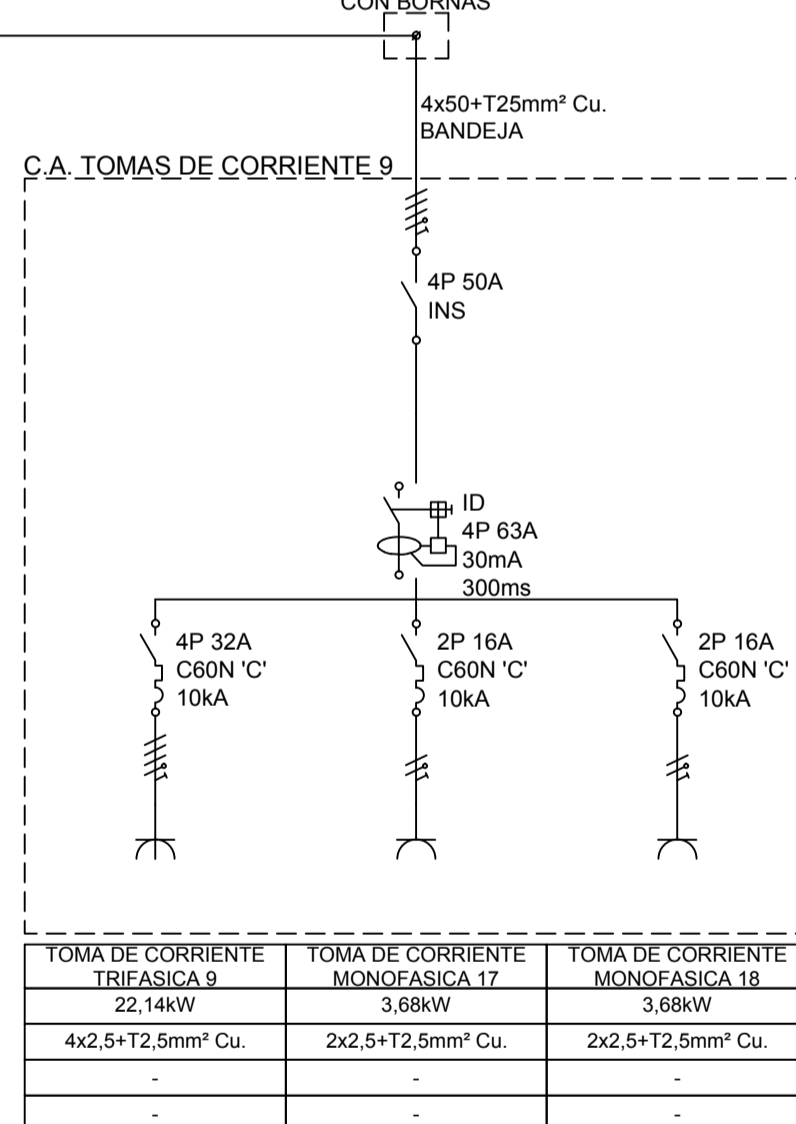 CON BORNAS
4x50+T25mm² Cu.
BANDEJA
C.A. TOMAS DE CORRIENTE 9
4P 50A
INS
ID
4P 63A
30mA
300ms
4P 32A
C60N 'C'
10kA
2P 16A
C60N 'C'
10kA
2P 16A
C60N 'C'
10kA
TOMA DE CORRIENTE
TRIFASICA 9
TOMA DE CORRIENTE
MONOFASICA 17
TOMA DE CORRIENTE
MONOFASICA 18
22,14kW
3,68kW
3,68kW
4x2,5+T2,5mm² Cu.
2x2,5+T2,5mm² Cu.
2x2,5+T2,5mm² Cu.
-
-
-
-
-
-